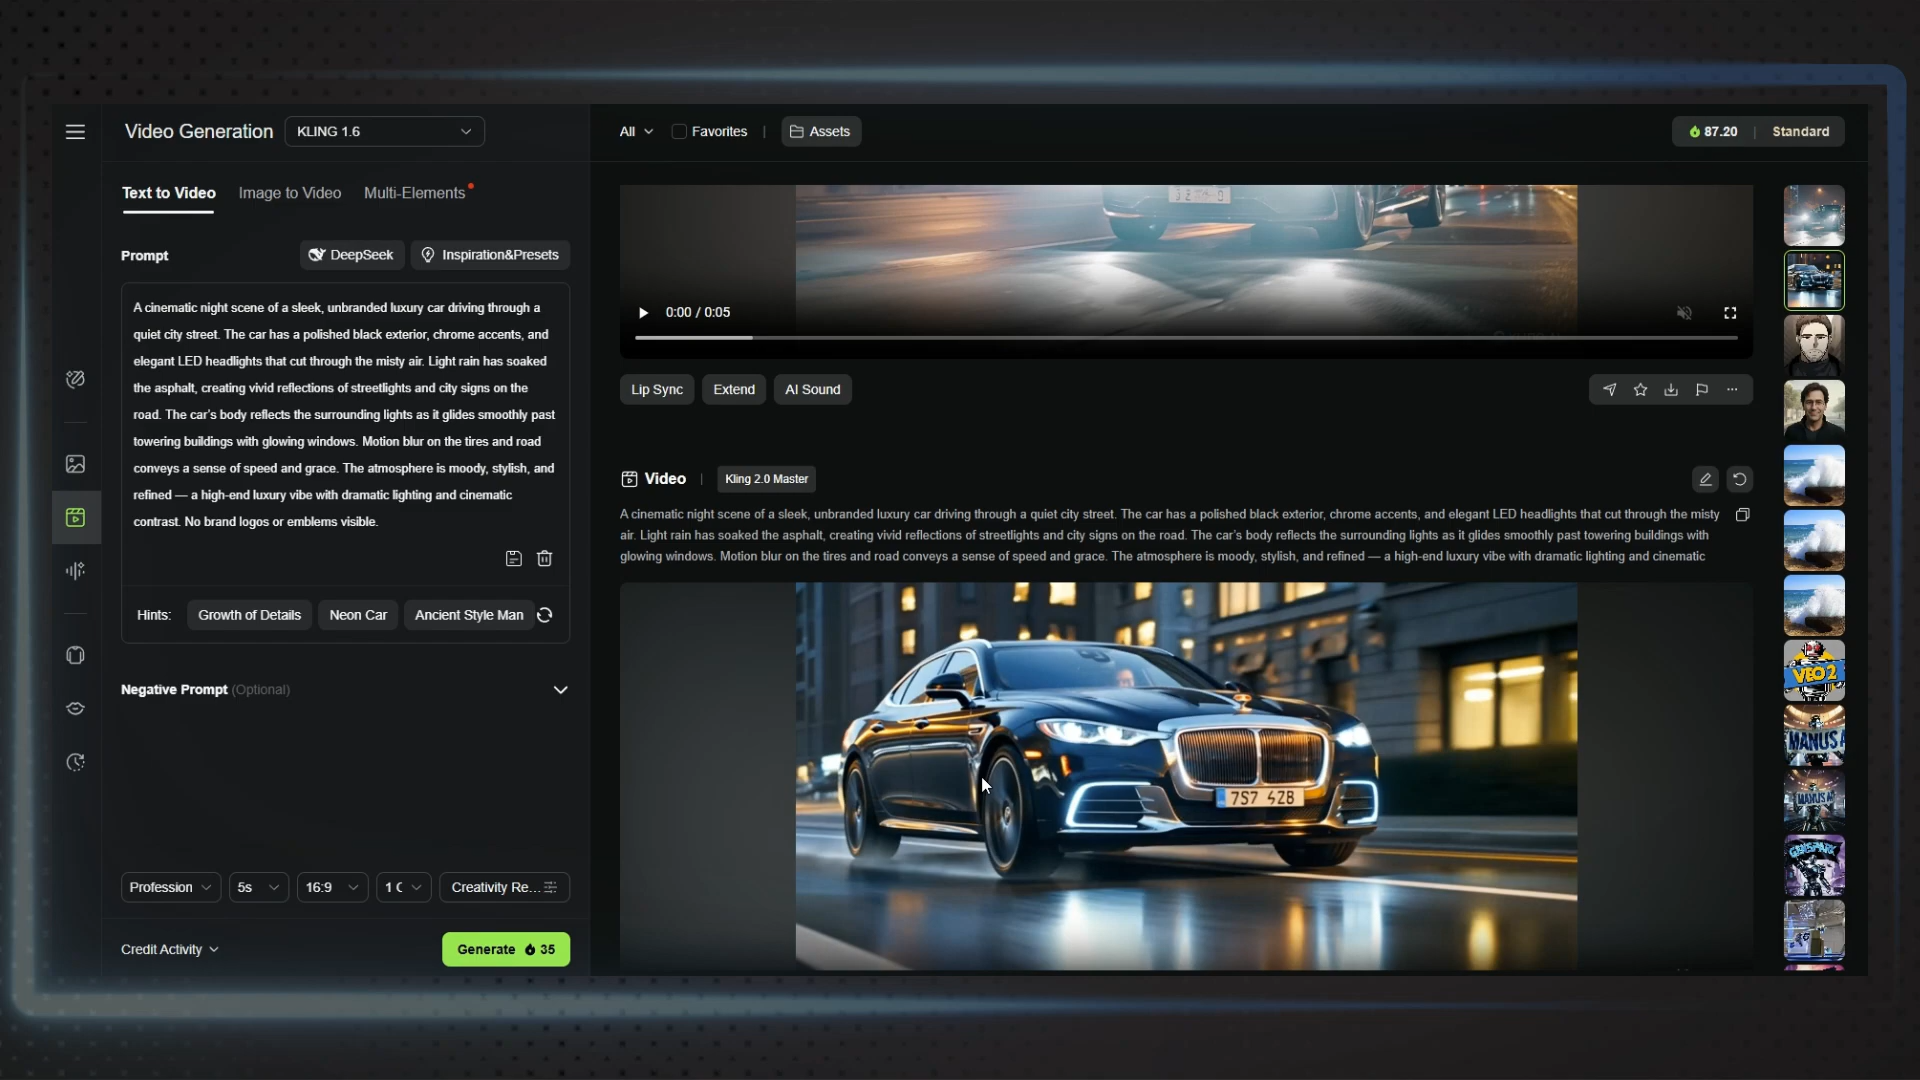 Video Generation
KLING 1.6
All
Favorites
Assets
87.20
Standard
Text to Video
Image to Video
Multi-Elements
Prompt
DeepSeek
Inspiration&Presets
A cinematic night scene of a sleek, unbranded luxury car driving through a
quiet city street. The car has a polished black exterior, chrome accents, and
elegant LED headlights that cut through the misty air. Light rain has soaked
the asphalt, creating vivid reflections of streetlights and city signs on the
road. The car's body reflects the surrounding lights as it glides smoothly past
towering buildings with glowing windows. Motion blur on the tires and road
conveys a sense of speed and grace. The atmosphere is moody, stylish, and
refined — a high-end luxury vibe with dramatic lighting and cinematic
contrast. No brand logos or emblems visible.
Hints:
Growth of Details
Neon Car
Ancient Style Man
Negative Prompt (Optional)
Profession
5s
16:9
Creativity Re...
Credit Activity
Generate
35
0:00 / 0:05
Lip Sync
Extend
AI Sound
Video
Kling 2.0 Master
A cinematic night scene of a sleek, unbranded luxury car driving through a quiet city street. The car has a polished black exterior, chrome accents, and elegant LED headlights that cut through the misty
air. Light rain has soaked the asphalt, creating vivid reflections of streetlights and city signs on the road. The car's body reflects the surrounding lights as it glides smoothly past towering buildings with
glowing windows. Motion blur on the tires and road conveys a sense of speed and grace. The atmosphere is moody, stylish, and refined — a high-end luxury vibe with dramatic lighting and cinematic
7S7 4ZB
VEO 2
MANUS A
MANUS A
GENSPARK